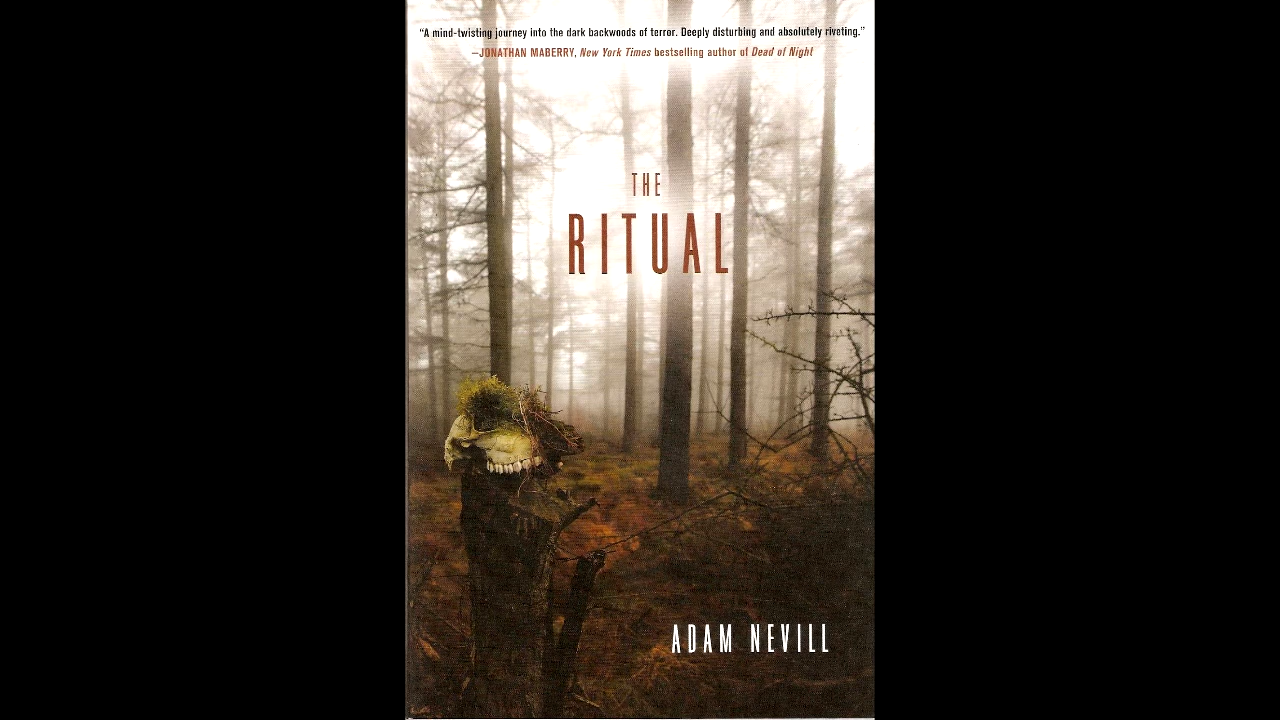 “A mind-twisting journey into the dark backwoods of terror. Deeply disturbing and absolutely riveting.”
—JONATHAN MABERRY, New York Times bestselling author of Dead of Night
THE
RITUAL
ADAM NEVILL